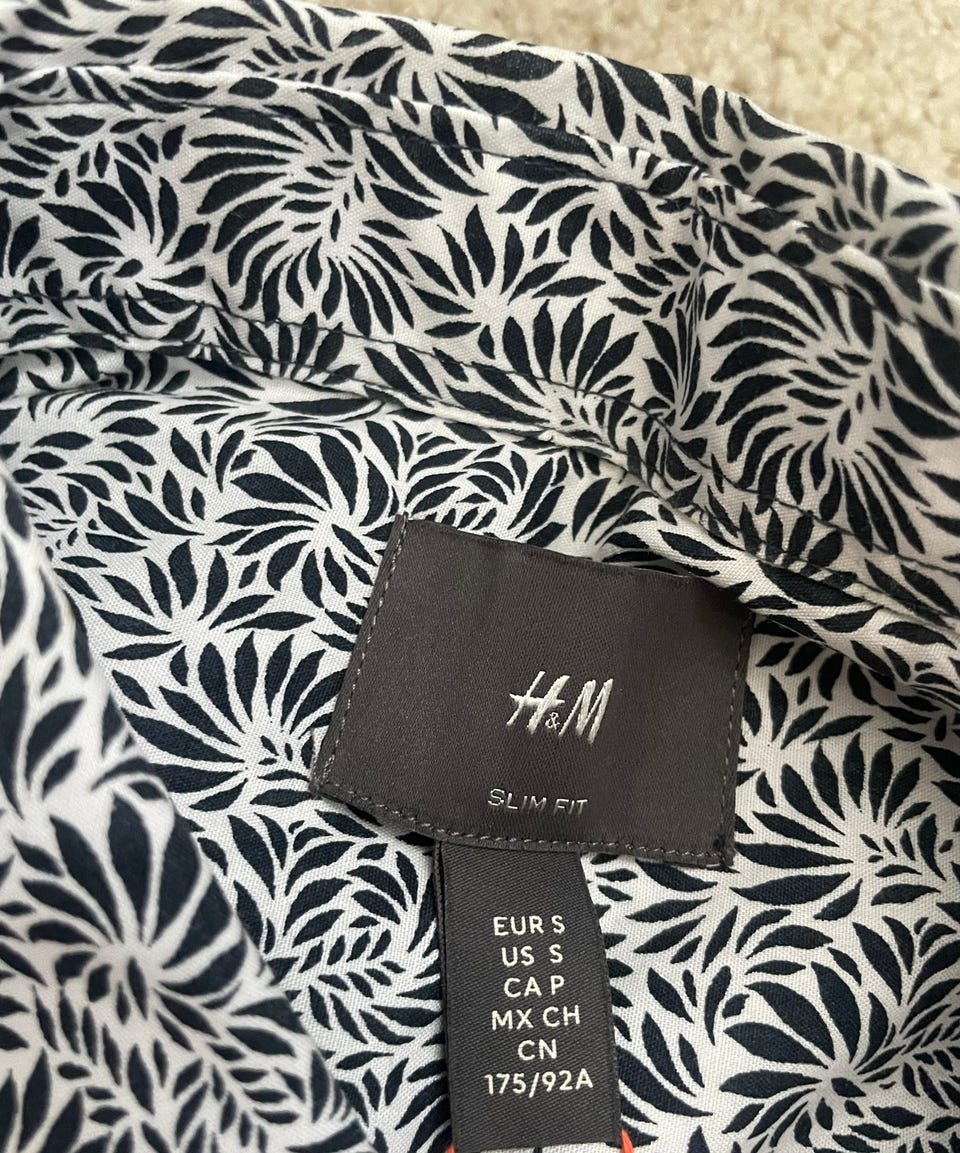 H&M
SLIM FIT
EUR S
US S
CA P
MX CH
CN
175/92A